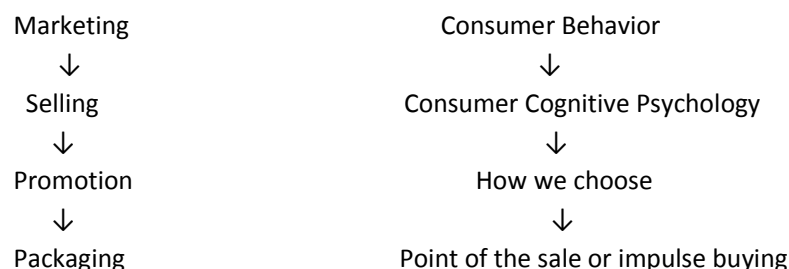 Marketing Consumer Behavior
↓ ↓
Selling Consumer Cognitive Psychology
↓ ↓
Promotion How we choose
↓ ↓
Packaging Point of the sale or impulse buying